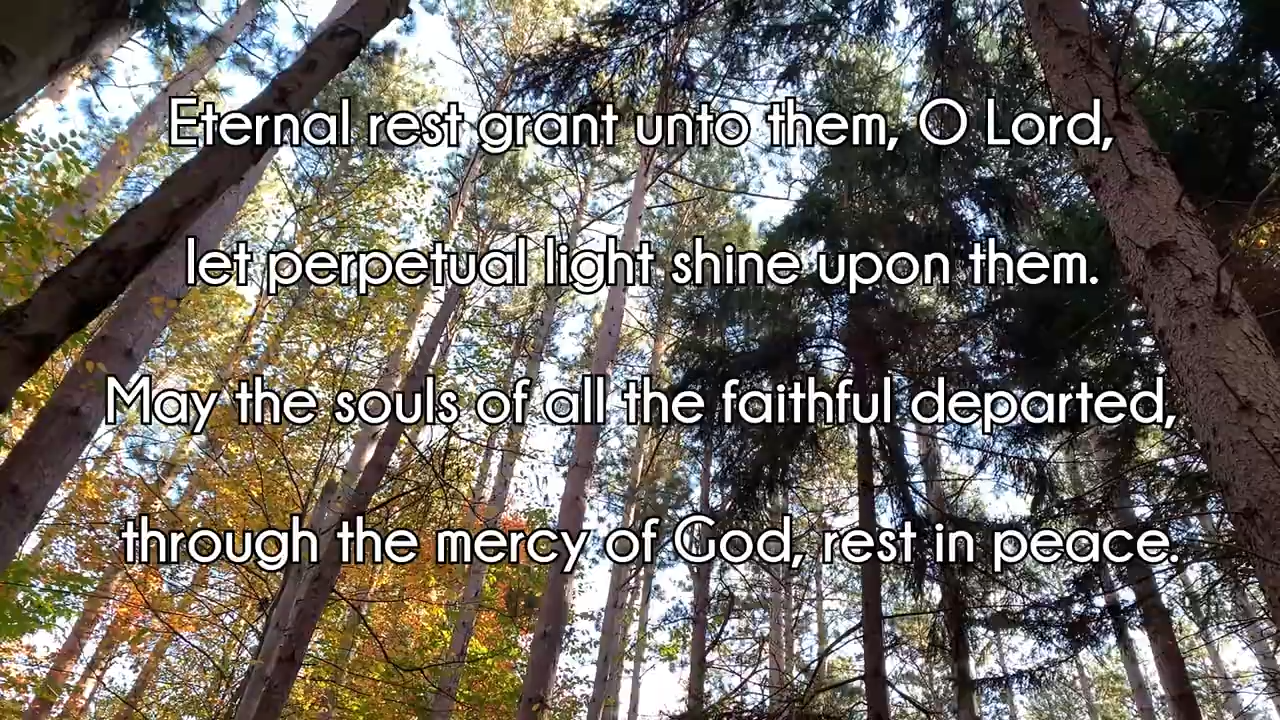 Eternal rest grant unto them, O Lord,
let perpetual light shine upon them.
May the souls of all the faithful departed,
through the mercy of God, rest in peace.